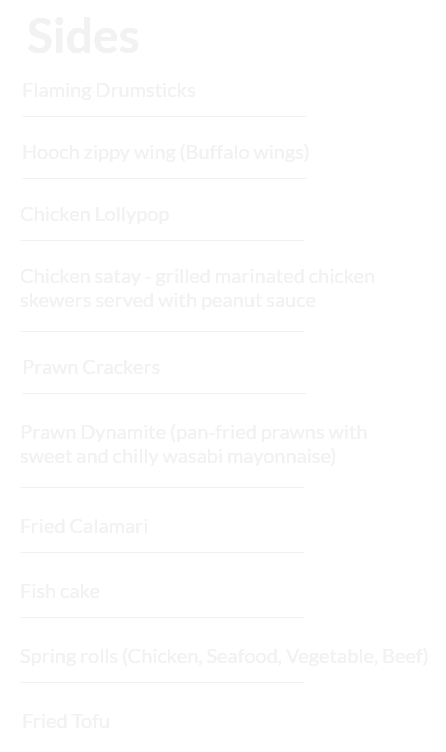 Sides
Flaming Drumsticks
Hooch zippy wing (Buffalo wings)
Chicken Lollypop
Chicken satay - grilled marinated chicken
skewers served with peanut sauce
Prawn Crackers
Prawn Dynamite (pan-fried prawns with
sweet and chilly wasabi mayonnaise)
Fried Calamari
Fish cake
Spring rolls (Chicken, Seafood, Vegetable, Beef)
Fried Tofu